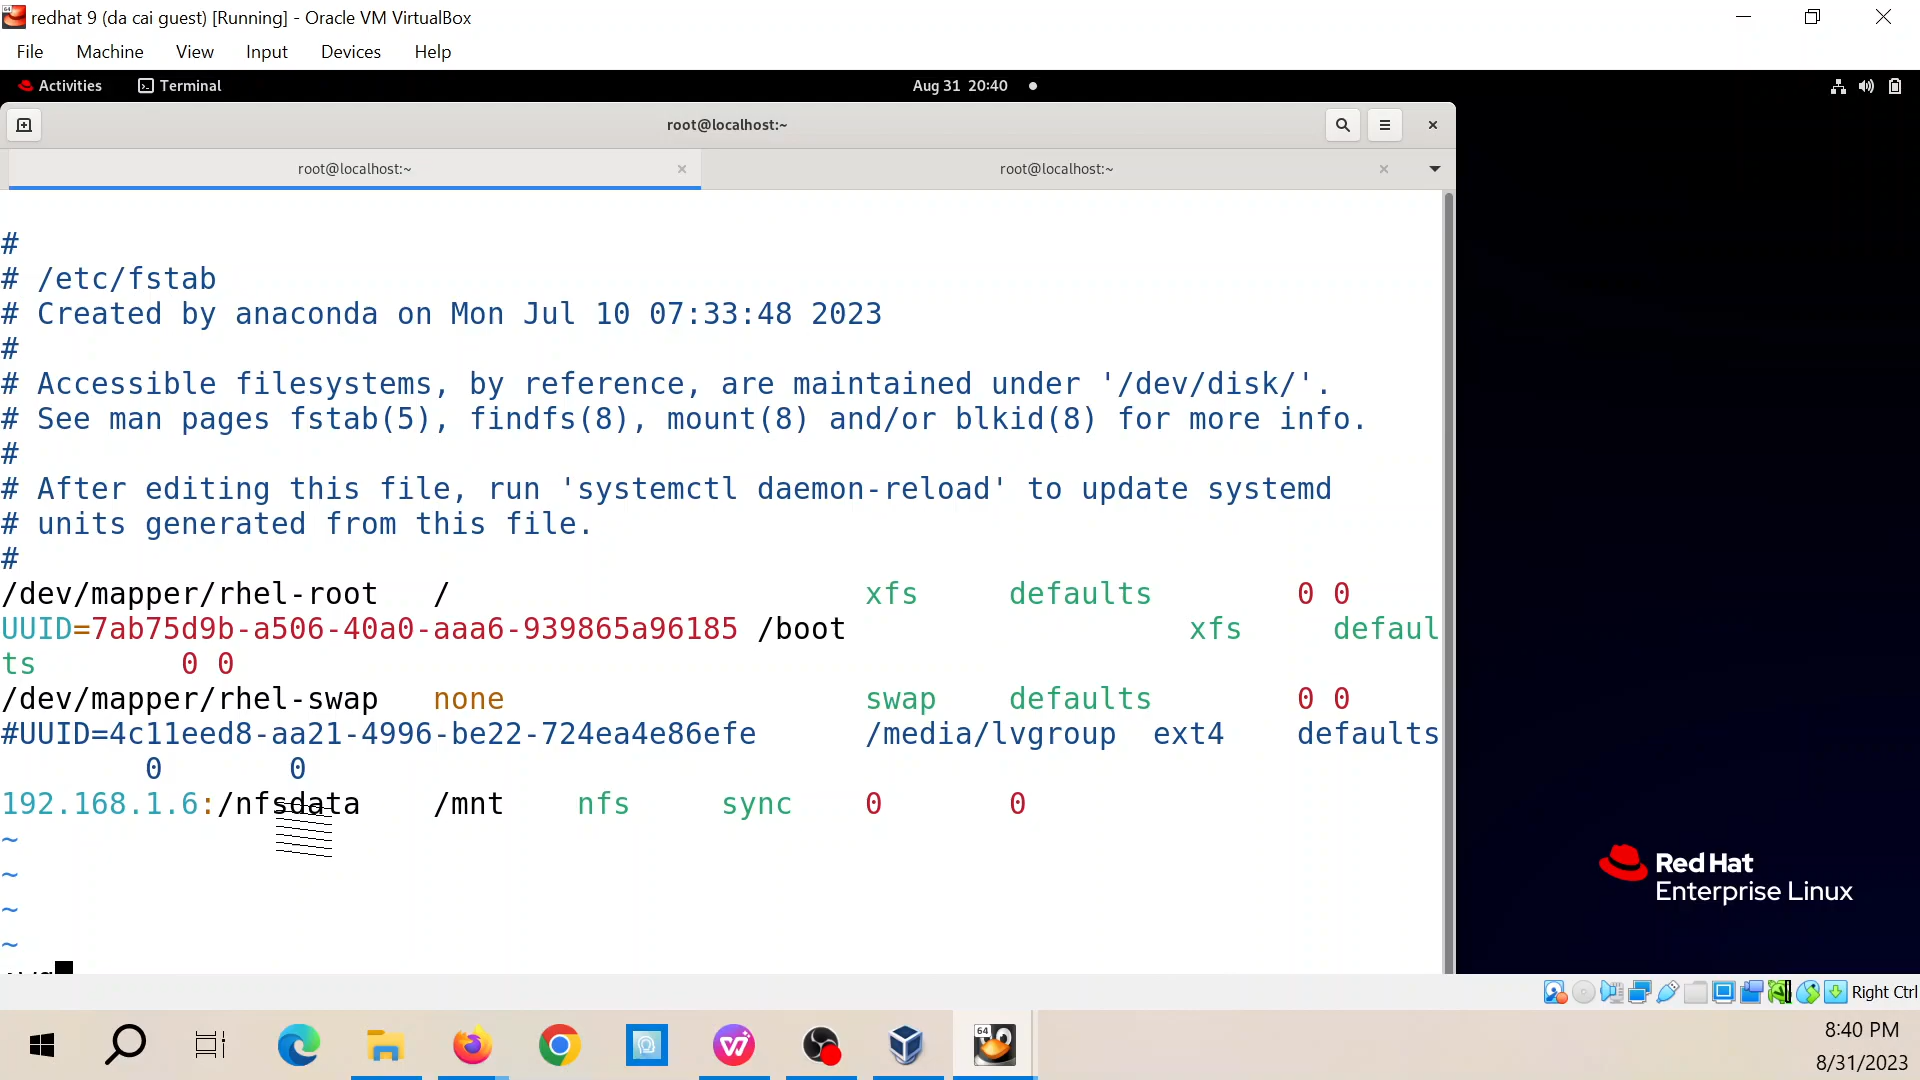 redhat 9 (da cai guest) [Running] - Oracle VM VirtualBox
File Machine View Input Devices Help
Activities Terminal Aug 31 20:40
root@localhost:~
root@localhost:~ root@localhost:~
#
# /etc/fstab
# Created by anaconda on Mon Jul 10 07:33:48 2023
#
# Accessible filesystems, by reference, are maintained under '/dev/disk/'.
# See man pages fstab(5), findfs(8), mount(8) and/or blkid(8) for more info.
#
# After editing this file, run 'systemctl daemon-reload' to update systemd
# units generated from this file.
#
/dev/mapper/rhel-root / xfs defaults 0 0
UUID=7ab75d9b-a506-40a0-aaa6-939865a96185 /boot xfs defaul
ts 0 0
/dev/mapper/rhel-swap none swap defaults 0 0
#UUID=4c11eed8-aa21-4996-be22-724ea4e86efe /media/lvgroup ext4 defaults
0 0
192.168.1.6:/nfsdata /mnt nfs sync 0 0
~
~
~
~
Red Hat
Enterprise Linux
Right Ctrl
64
8:40 PM
8/31/2023